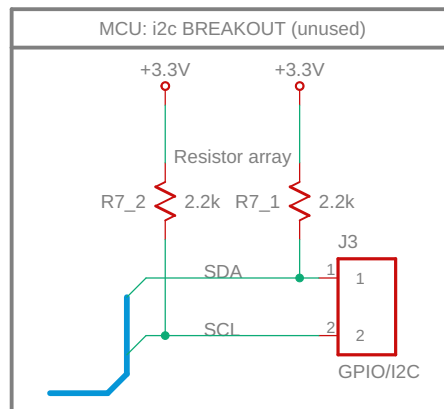 MCU: i2c BREAKOUT (unused)
+3.3V +3.3V
Resistor array
R7_2 2.2k R7_1 2.2k
J3
SDA 1 1
SCL 2 2
GPIO/I2C